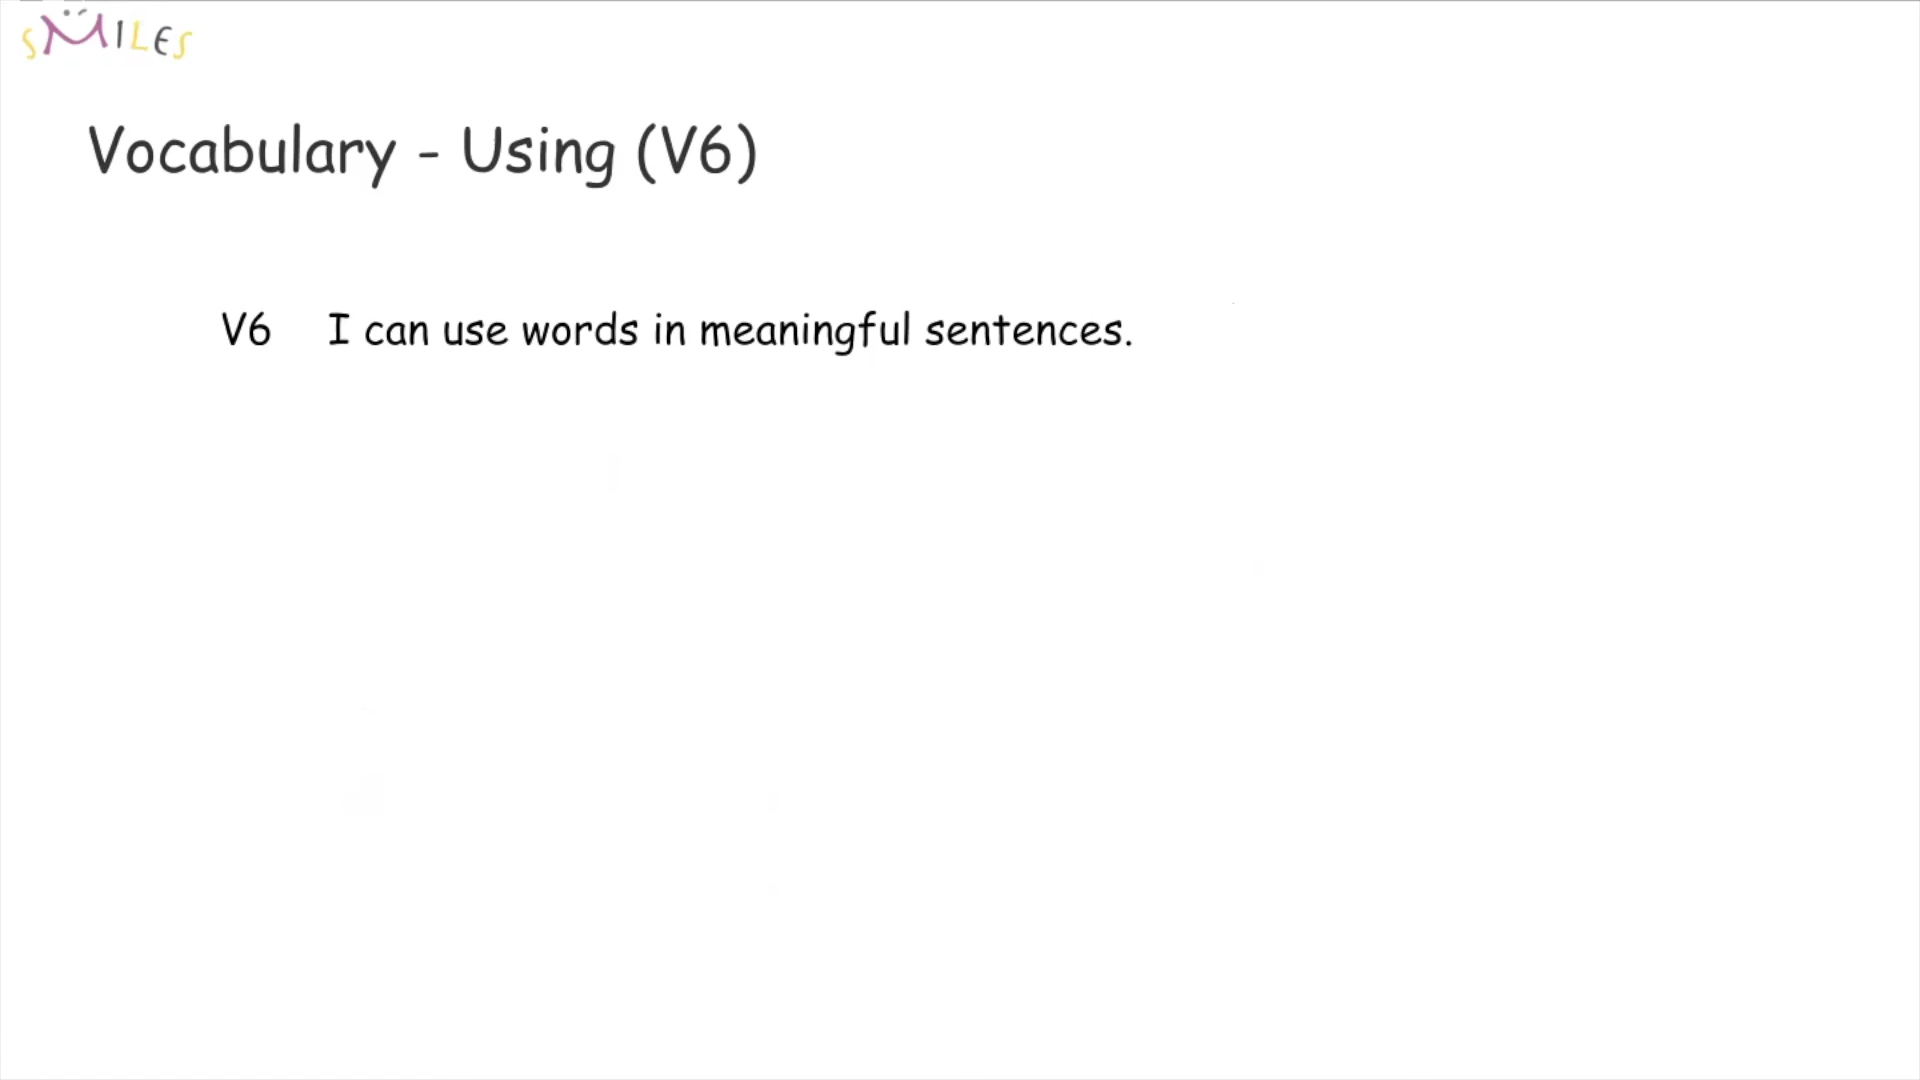 sMILES
Vocabulary - Using (V6)
V6 I can use words in meaningful sentences.